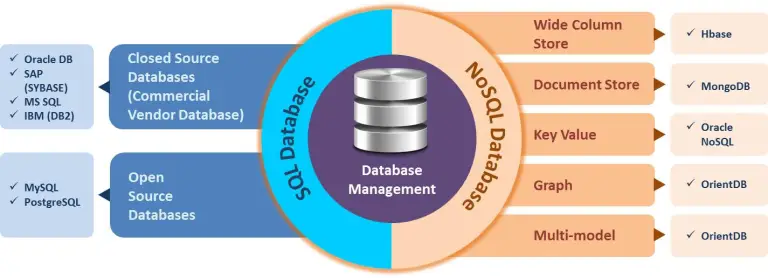 Oracle DB
SAP
(SYBASE)
MS SQL
IBM (DB2)
Closed Source
Databases
(Commercial
Vendor Database)
MySQL
PostgreSQL
Open
Source
Databases
SQL Database
Database
Management
NoSQL Database
Wide Column
Store
Hbase
Document Store
MongoDB
Key Value
Oracle
NoSQL
Graph
OrientDB
Multi-model
OrientDB